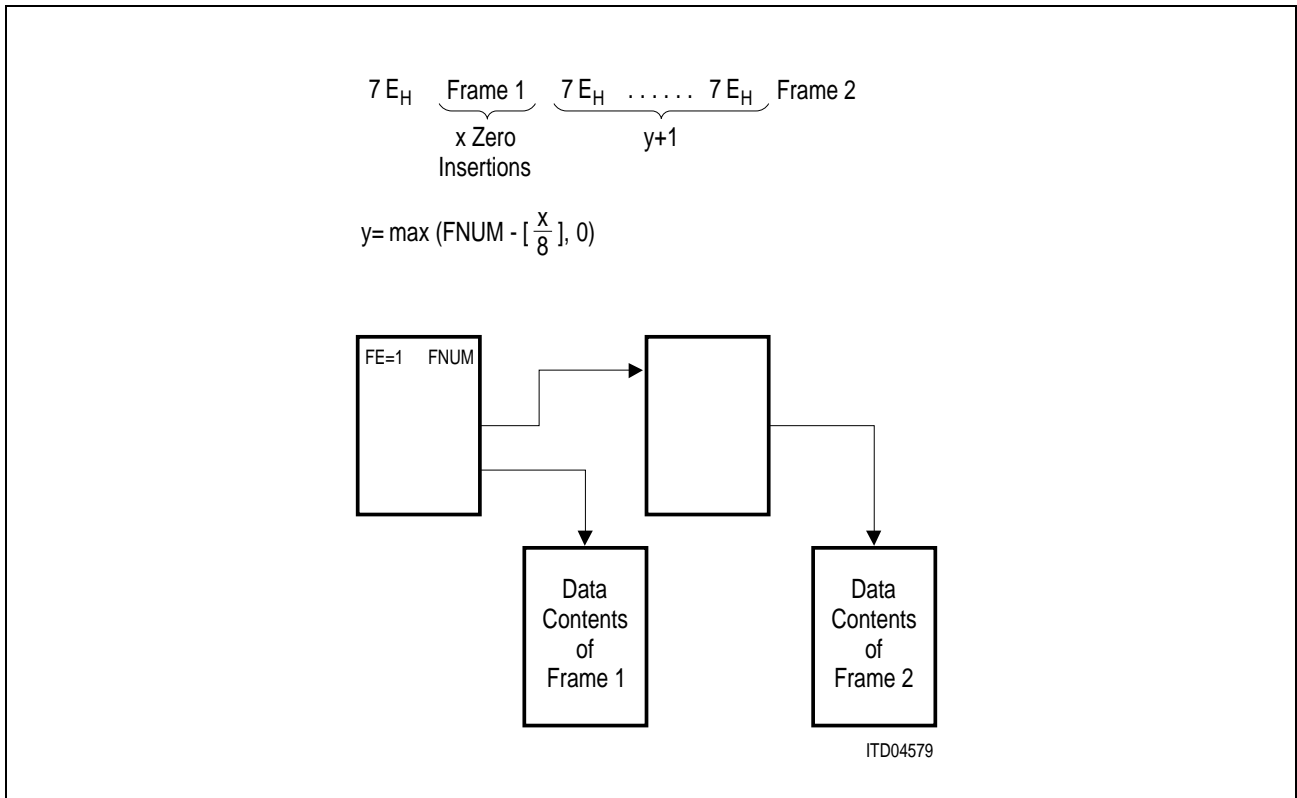 7 E_H Frame 1 7 E_H . . . . . . 7 E_H Frame 2
x Zero y+1
Insertions
y= max (FNUM - [ x/8 ], 0)
FE=1 FNUM
Data
Contents
of
Frame 1
Data
Contents
of
Frame 2
ITD04579